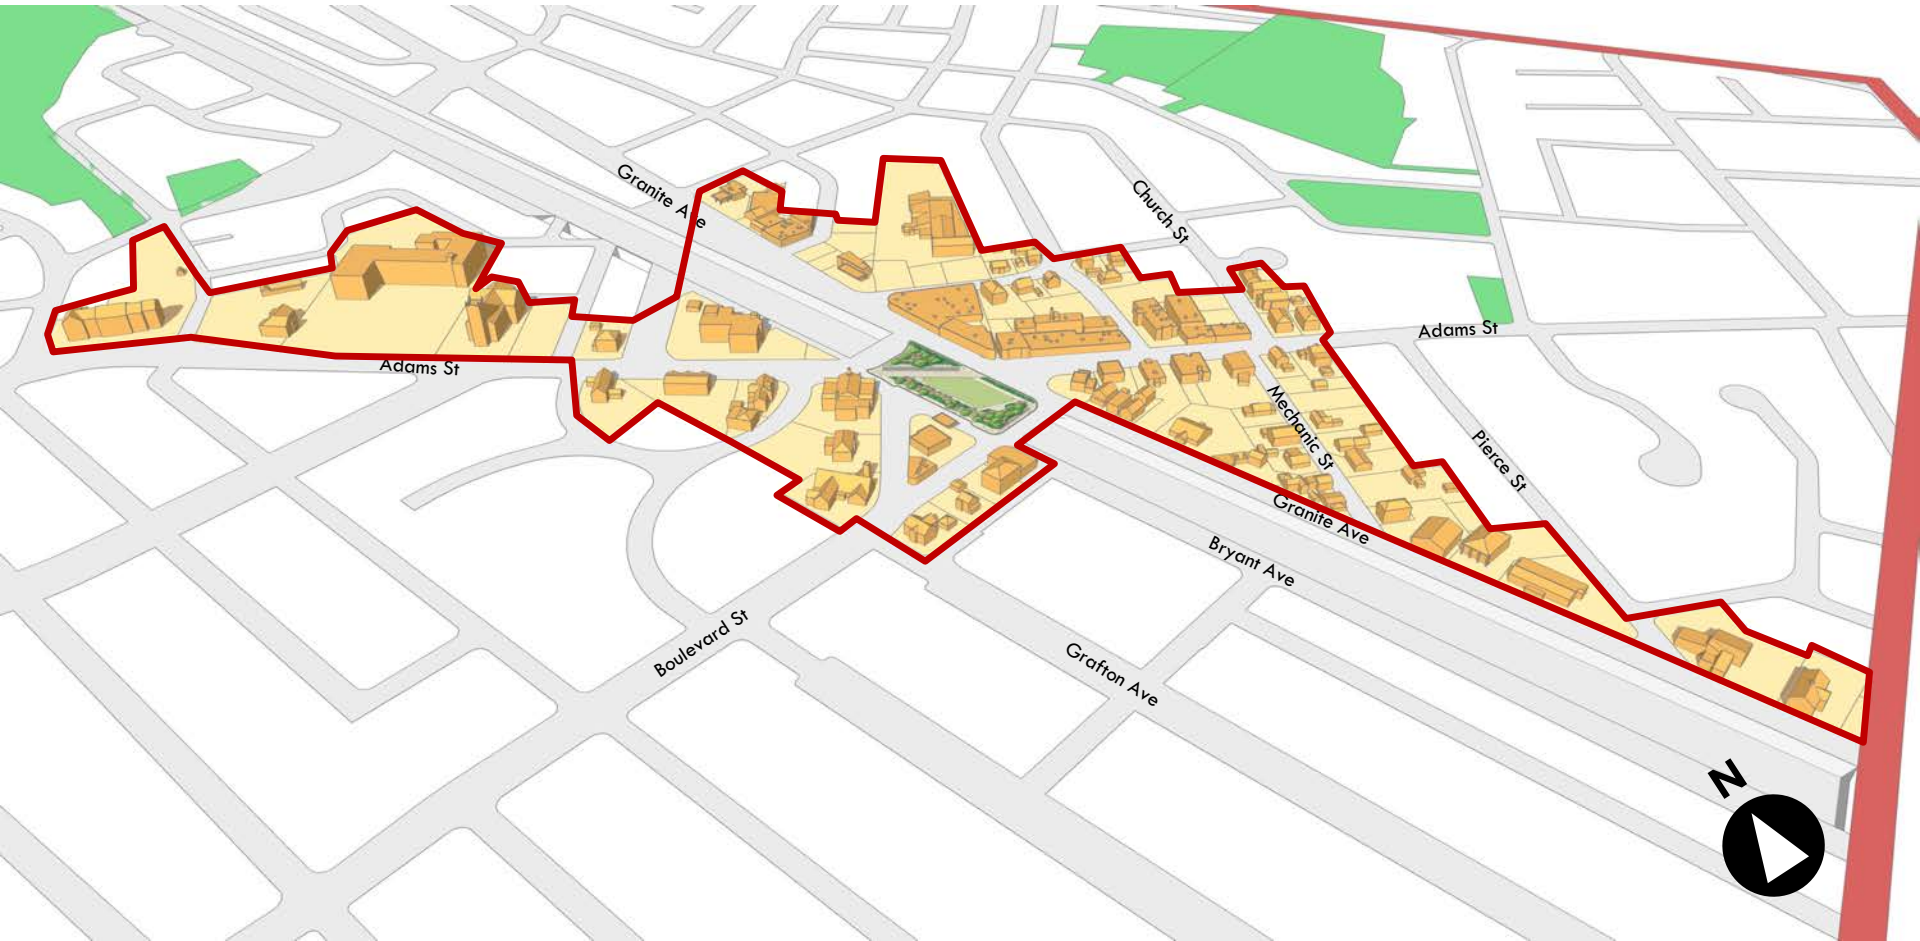 Granite Ave
Church St
Adams St
Adams St
Mechanic St
Pierce St
Granite Ave
Bryant Ave
Boulevard St
Grafton Ave
N